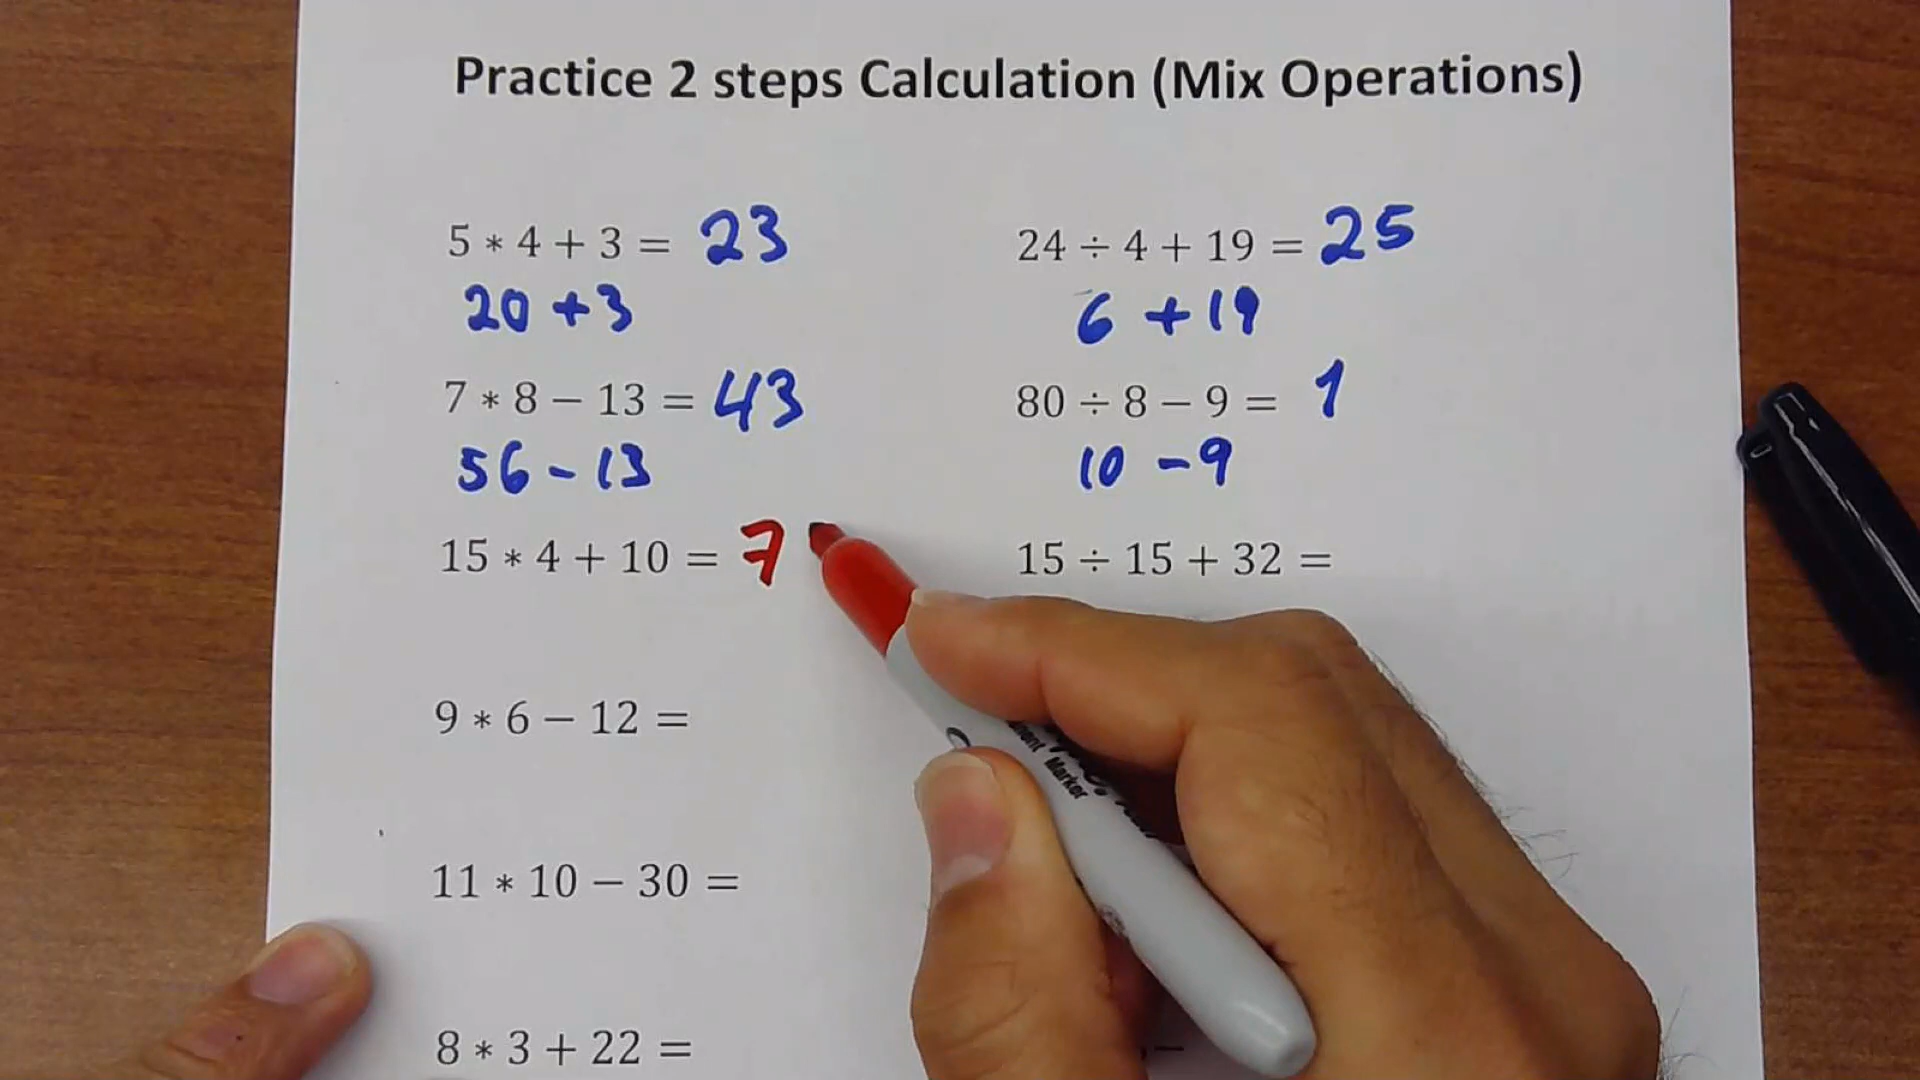 Practice 2 steps Calculation (Mix Operations)
5 * 4 + 3 = 23
20 + 3
7 * 8 − 13 = 43
56 - 13
15 * 4 + 10 = 7
9 * 6 − 12 =
11 * 10 − 30 =
8 * 3 + 22 =
24 ÷ 4 + 19 = 25
6 + 19
80 ÷ 8 − 9 = 1
10 - 9
15 ÷ 15 + 32 =
Marker